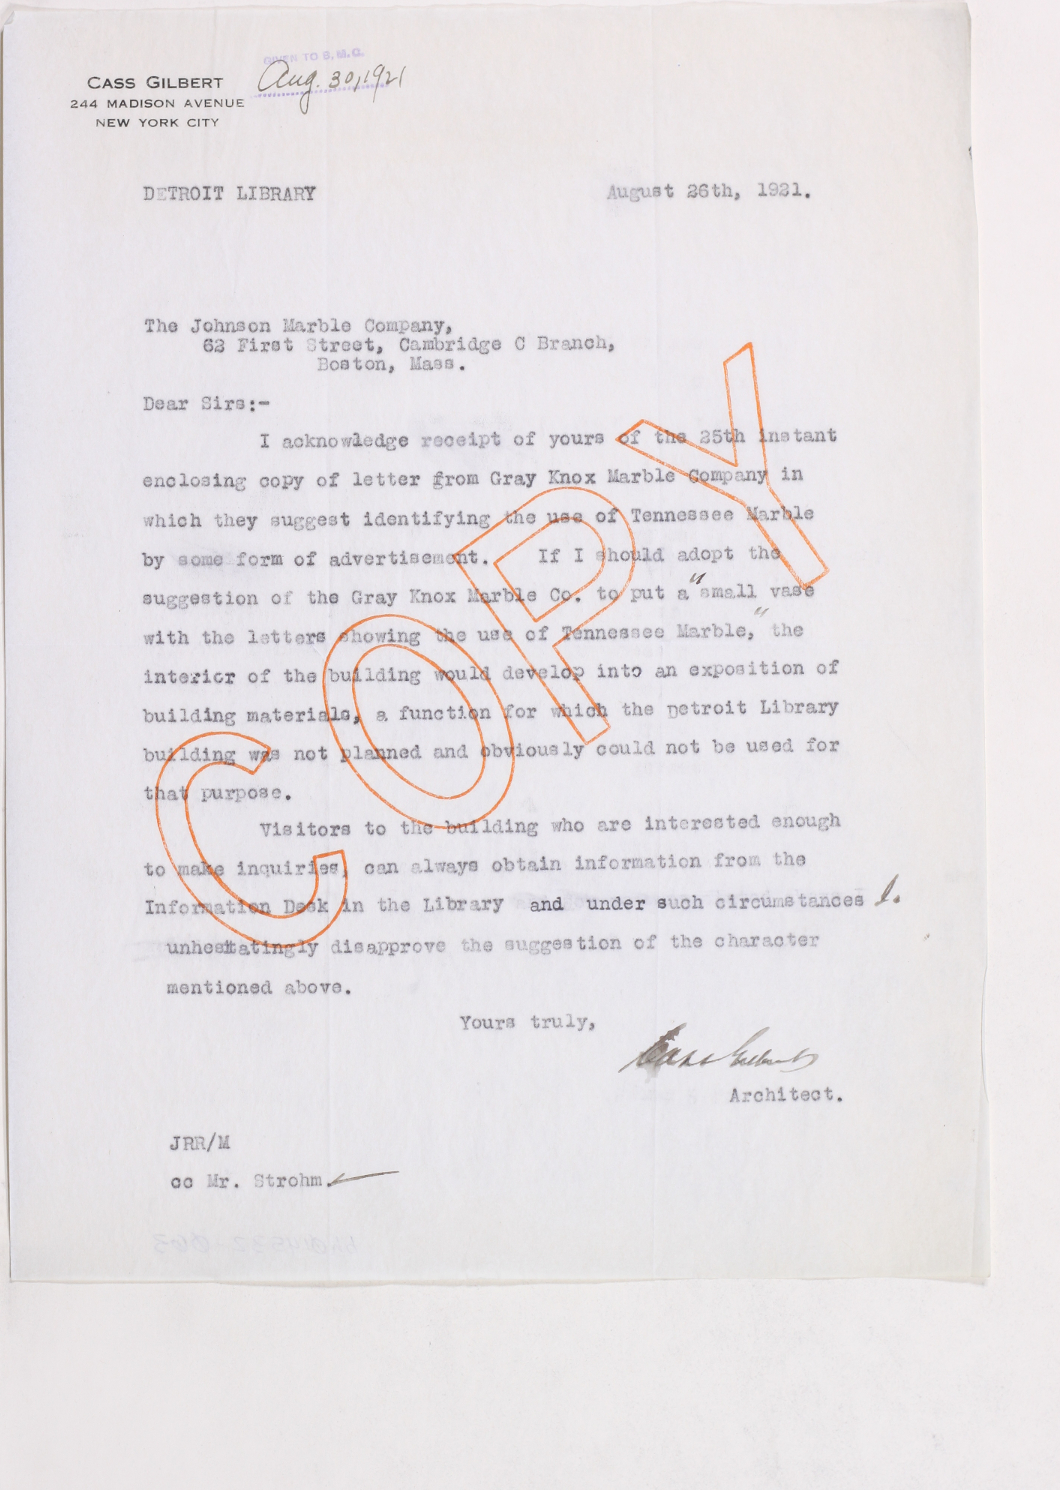 GIVEN TO B.M.C.
Aug. 30, 1921
CASS GILBERT
244 MADISON AVENUE
NEW YORK CITY
DETROIT LIBRARY August 26th, 1921.
The Johnson Marble Company,
62 First Street, Cambridge C Branch,
Boston, Mass.
Dear Sirs:-
I acknowledge receipt of yours of the 25th instant
enclosing copy of letter from Gray Knox Marble Company in
which they suggest identifying the use of Tennessee Marble
by some form of advertisement. If I should adopt the
suggestion of the Gray Knox Marble Co. to put a "small vase
with the letters showing the use of Tennessee Marble," the
interior of the building would develop into an exposition of
building materials, a function for which the Detroit Library
building was not planned and obviously could not be used for
that purpose.
Visitors to the building who are interested enough
to make inquiries, can always obtain information from the
Information Desk in the Library and under such circumstances I.
unhesitatingly disapprove the suggestion of the character
mentioned above.
Yours truly,
Cass Gilbert
Architect.
JRR/M
cc Mr. Strohm.
COPY